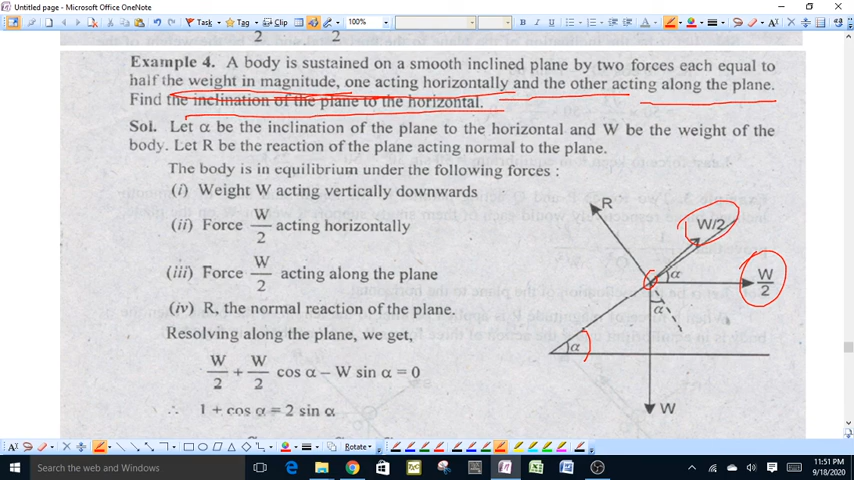 Untitled page - Microsoft Office OneNote
Task
Tag
Clip
100%
B I U
A
2 2
Example 4. A body is sustained on a smooth inclined plane by two forces each equal to
half the weight in magnitude, one acting horizontally and the other acting along the plane.
Find the inclination of the plane to the horizontal.
Sol. Let α be the inclination of the plane to the horizontal and W be the weight of the
body. Let R be the reaction of the plane acting normal to the plane.
The body is in equilibrium under the following forces :
(i) Weight W acting vertically downwards
(ii) Force W/2 acting horizontally
(iii) Force W/2 acting along the plane
(iv) R, the normal reaction of the plane.
Resolving along the plane, we get,
W/2 + W/2 cos α – W sin α = 0
∴ 1 + cos α = 2 sin α
R
W/2
α
W/2
α
α
W
Rotate
Search the web and Windows
11:51 PM
9/18/2020